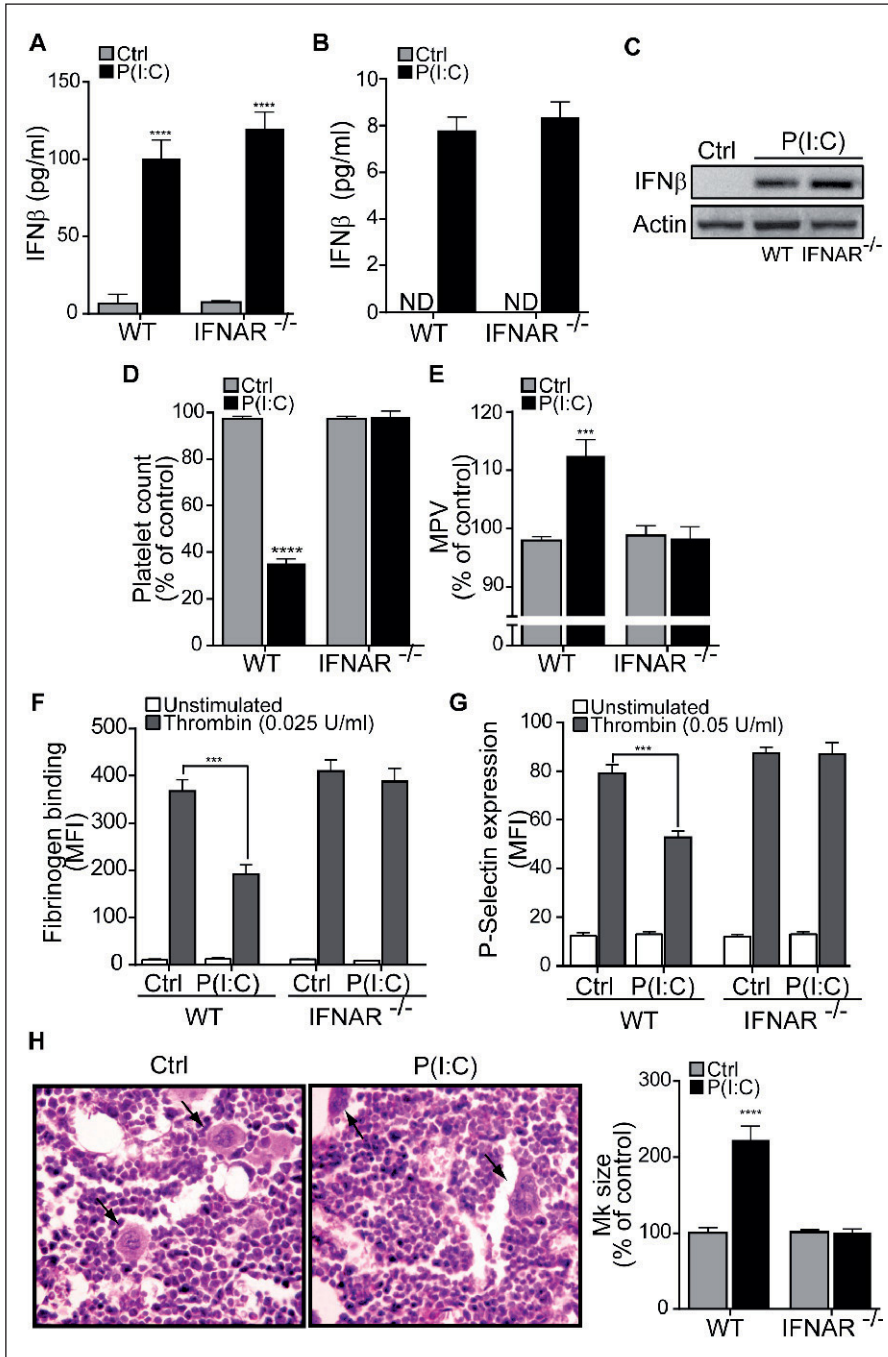 A
Ctrl
P(I:C)
IFNβ (pg/ml)
150
100
50
0
****
****
WT
IFNAR -/-
B
Ctrl
P(I:C)
IFNβ (pg/ml)
8
6
4
2
0
ND
ND
WT
IFNAR -/-
C
Ctrl
P(I:C)
IFNβ
Actin
WT IFNAR-/-
D
Ctrl
P(I:C)
Platelet count
(% of control)
100
80
60
40
20
0
****
WT
IFNAR -/-
E
Ctrl
P(I:C)
MPV
(% of control)
120
110
100
90
0
***
WT
IFNAR -/-
F
Unstimulated
Thrombin (0.025 U/ml)
Fibrinogen binding
(MFI)
500
400
300
200
100
0
***
Ctrl P(I:C) Ctrl P(I:C)
WT
IFNAR -/-
G
Unstimulated
Thrombin (0.05 U/ml)
P-Selectin expression
(MFI)
100
80
60
40
20
0
***
Ctrl P(I:C) Ctrl P(I:C)
WT
IFNAR -/-
H
Ctrl
P(I:C)
Ctrl
P(I:C)
Mk size
(% of control)
300
200
100
0
****
WT
IFNAR -/-